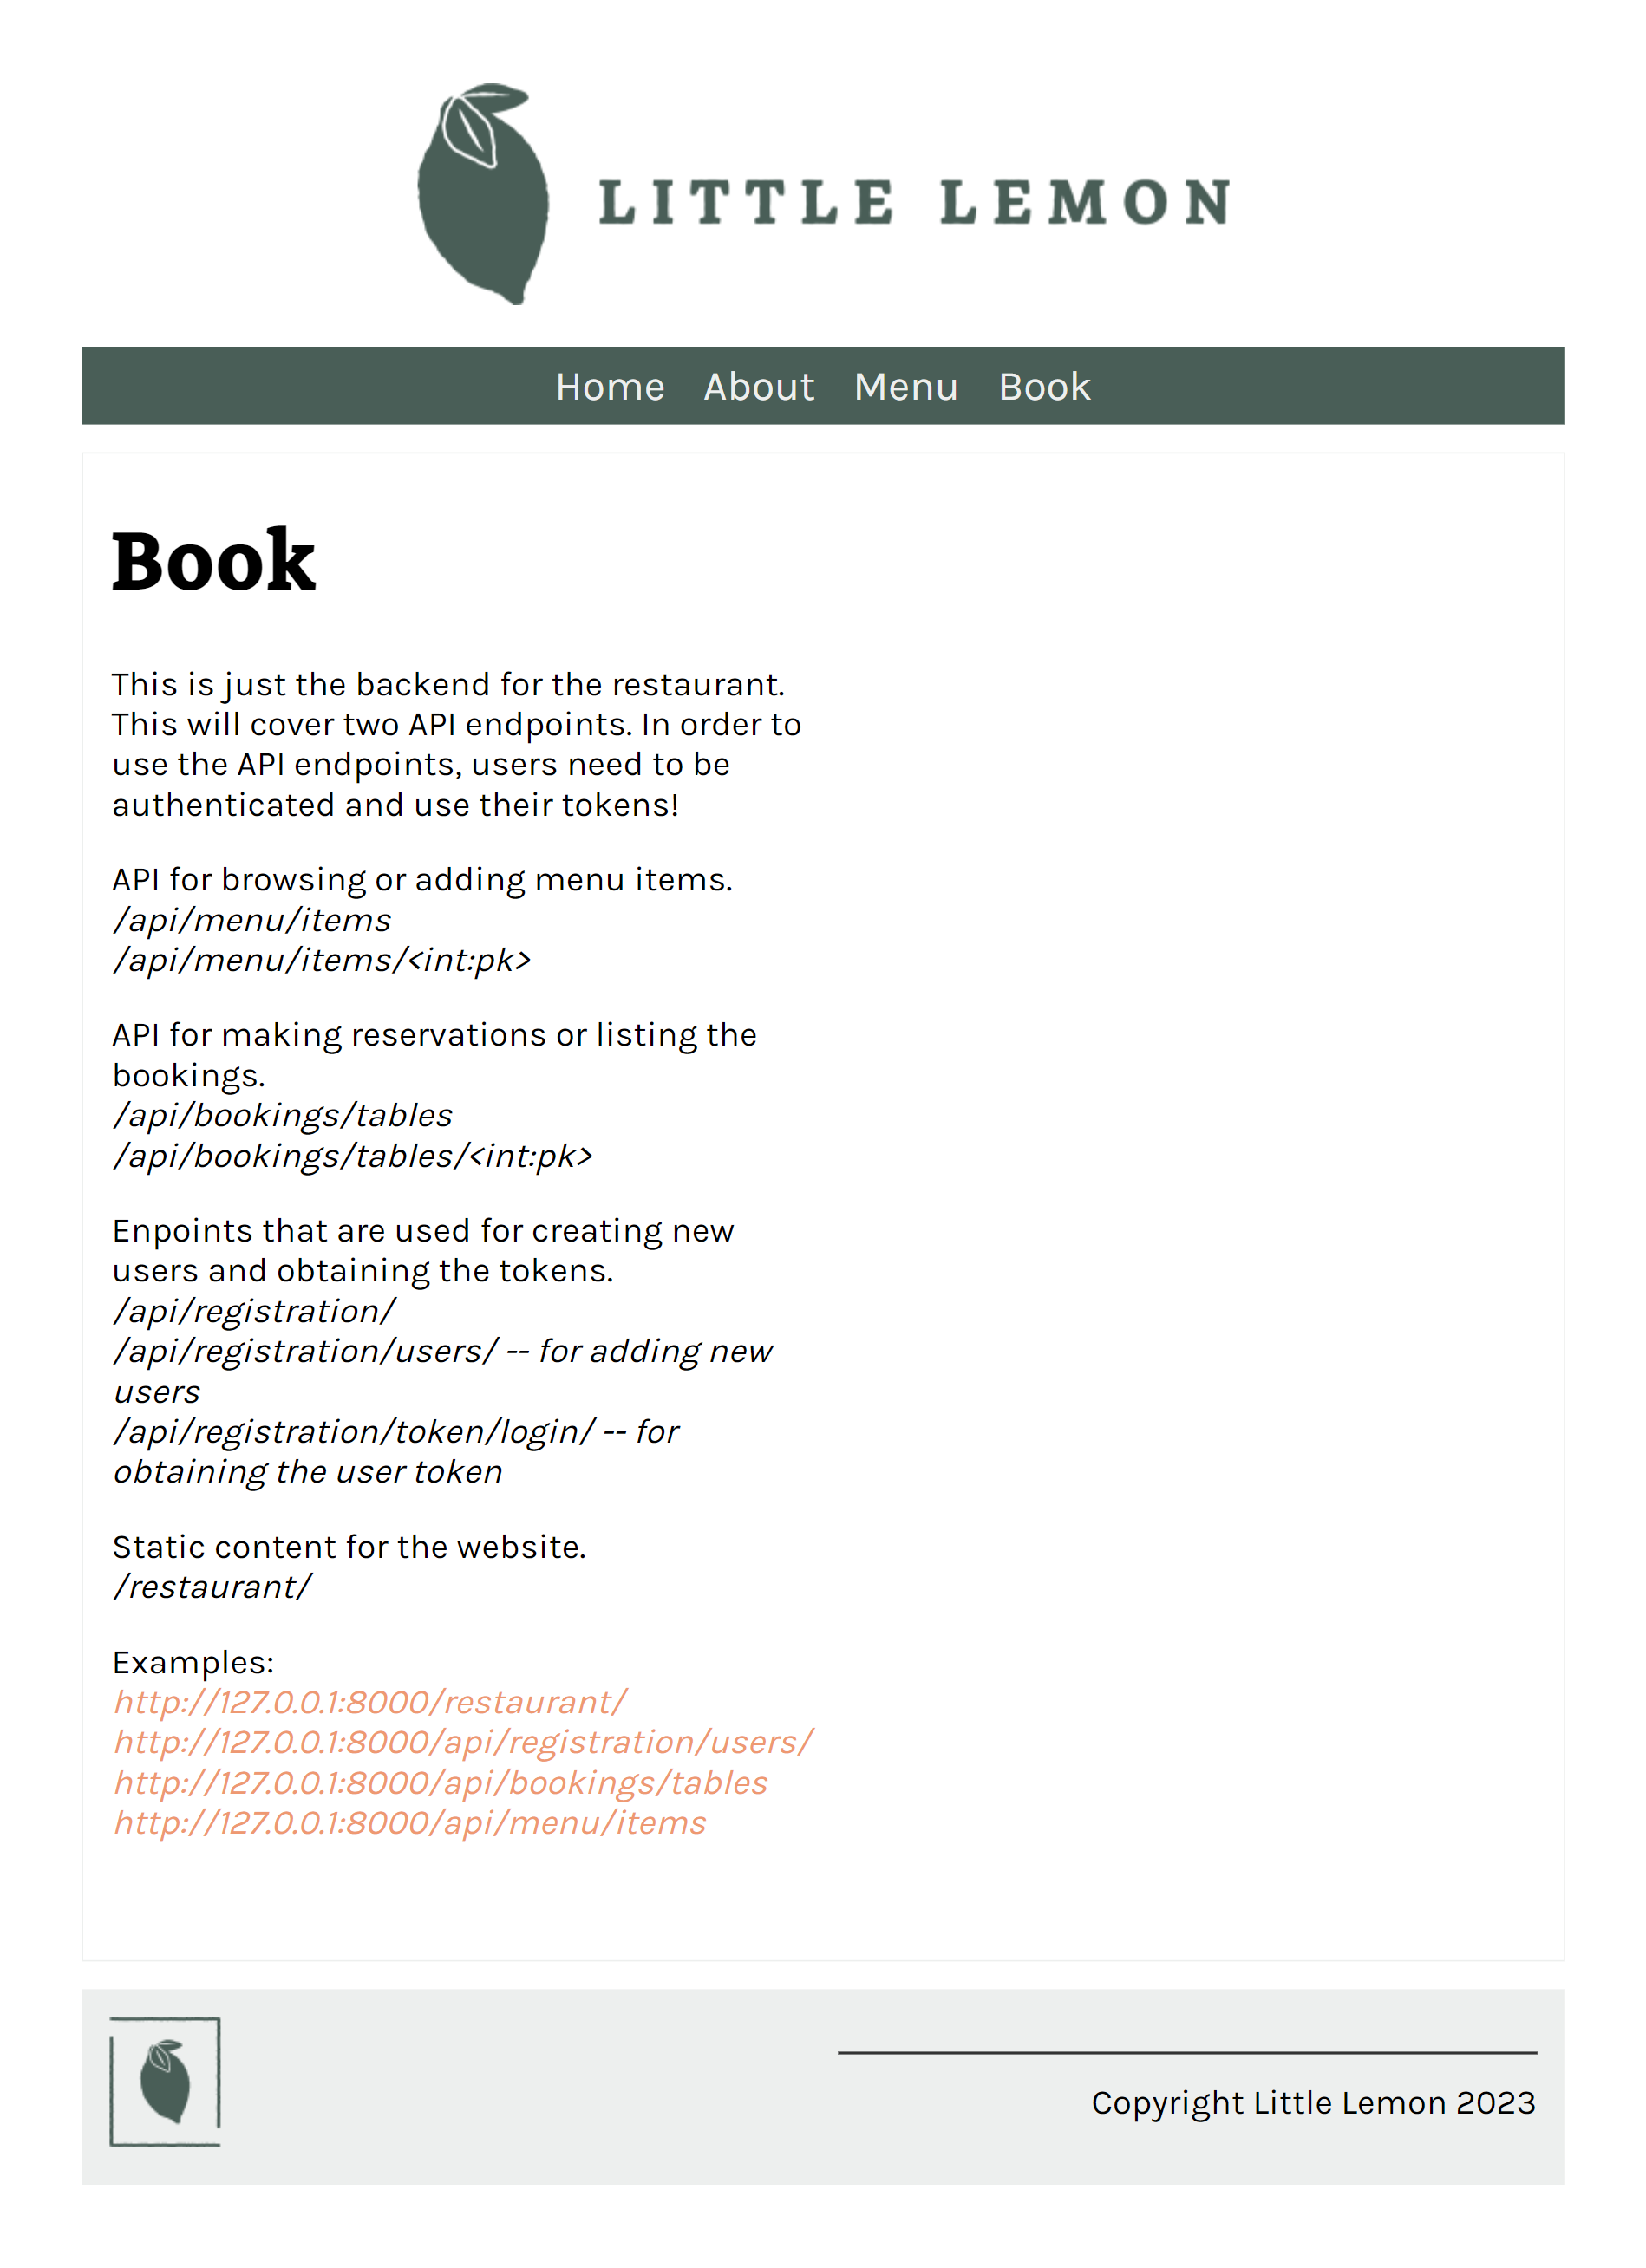 LITTLE LEMON
Home About Menu Book
Book
This is just the backend for the restaurant.
This will cover two API endpoints. In order to
use the API endpoints, users need to be
authenticated and use their tokens!
API for browsing or adding menu items.
/api/menu/items
/api/menu/items/<int:pk>
API for making reservations or listing the
bookings.
/api/bookings/tables
/api/bookings/tables/<int:pk>
Enpoints that are used for creating new
users and obtaining the tokens.
/api/registration/
/api/registration/users/ -- for adding new
users
/api/registration/token/login/ -- for
obtaining the user token
Static content for the website.
/restaurant/
Examples:
http://127.0.0.1:8000/restaurant/
http://127.0.0.1:8000/api/registration/users/
http://127.0.0.1:8000/api/bookings/tables
http://127.0.0.1:8000/api/menu/items
Copyright Little Lemon 2023